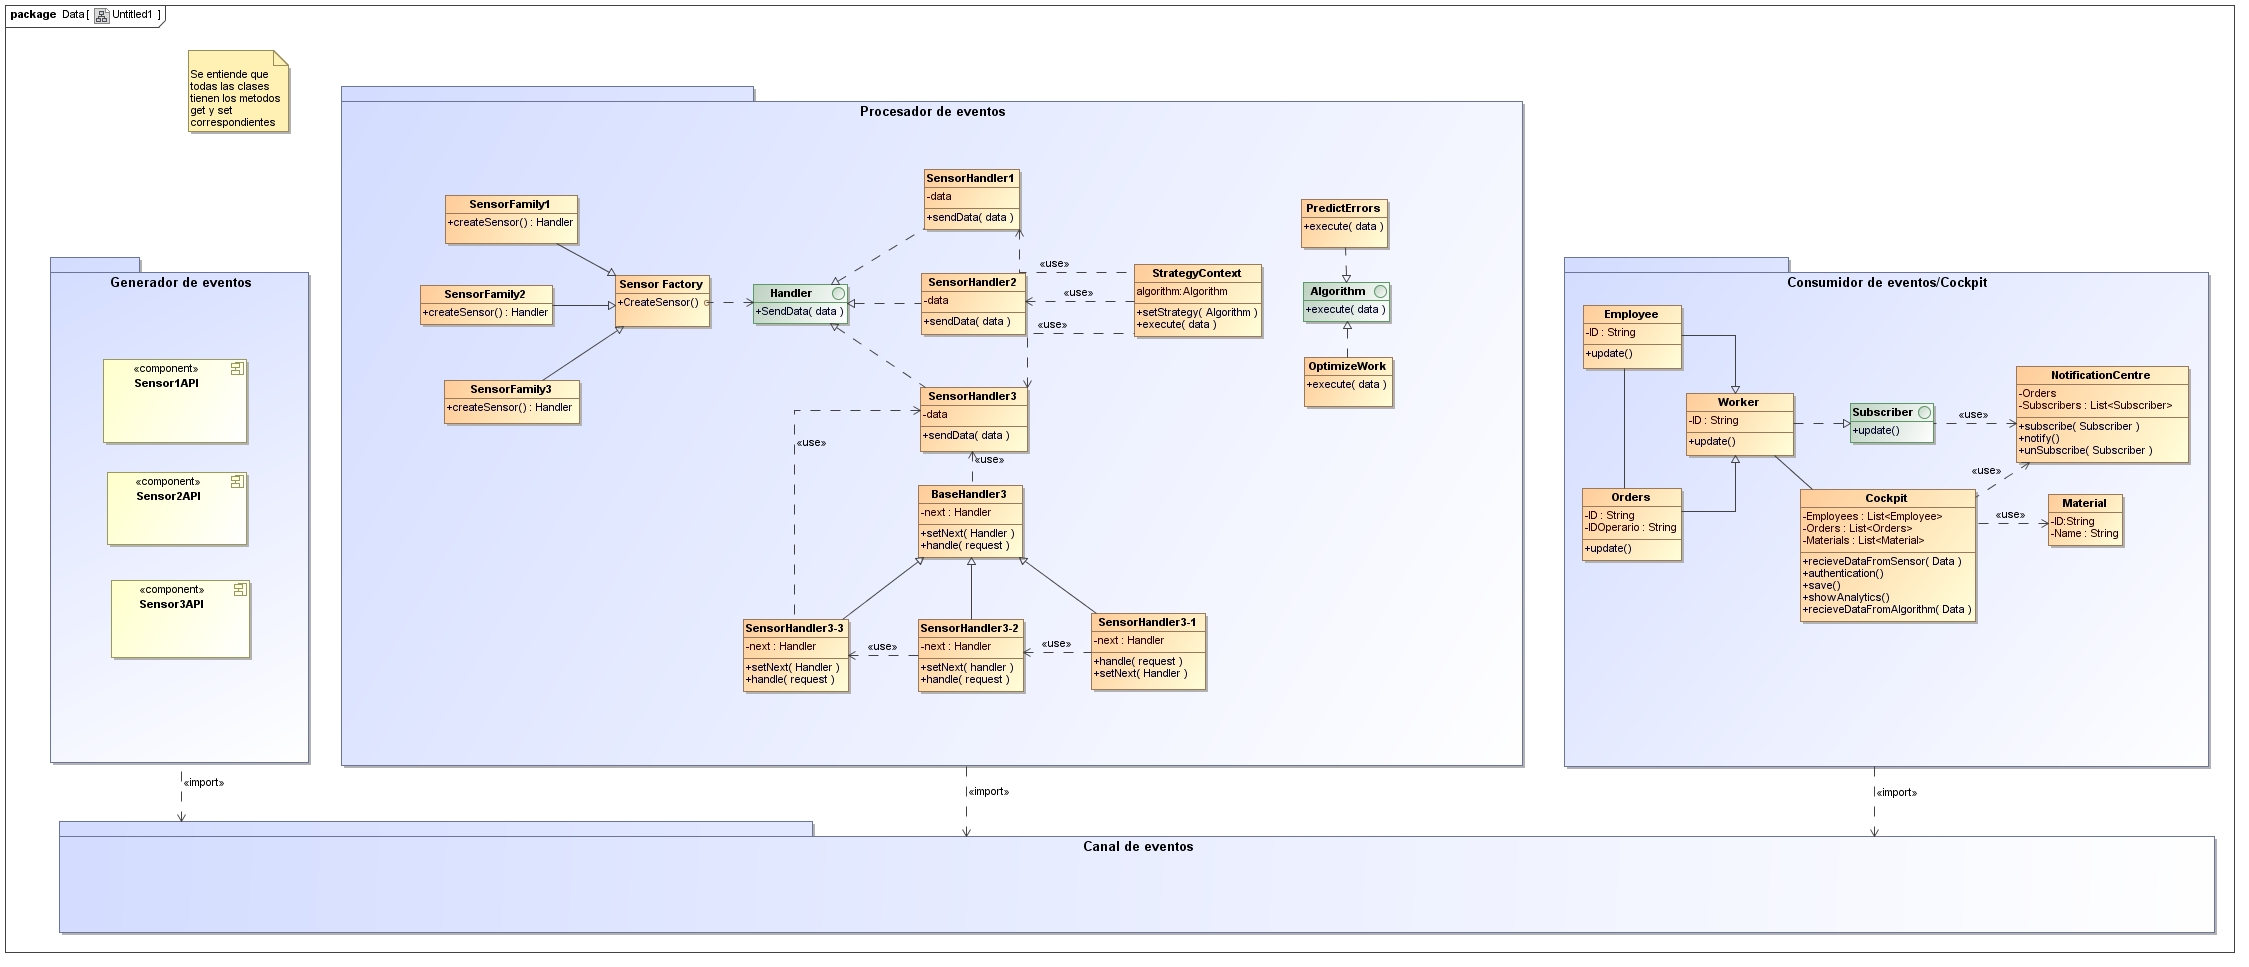 package Data [ Untitled1 ]
Se entiende que
todas las clases
tienen los metodos
get y set
correspondientes
Generador de eventos
«component»
Sensor1API
«component»
Sensor2API
«component»
Sensor3API
«import»
Procesador de eventos
SensorFamily1
+createSensor() : Handler
SensorFamily2
+createSensor() : Handler
SensorFamily3
+createSensor() : Handler
Sensor Factory
+CreateSensor()
Handler
+SendData( data )
SensorHandler1
-data
+sendData( data )
SensorHandler2
-data
+sendData( data )
«use»
«use»
«use»
StrategyContext
algorithm:Algorithm
+setStrategy( Algorithm )
+execute( data )
PredictErrors
+execute( data )
Algorithm
+execute( data )
OptimizeWork
+execute( data )
SensorHandler3
-data
+sendData( data )
«use»
«use»
BaseHandler3
-next : Handler
+setNext( Handler )
+handle( request )
SensorHandler3-3
-next : Handler
+setNext( Handler )
+handle( request )
«use»
SensorHandler3-2
-next : Handler
+setNext( handler )
+handle( request )
«use»
SensorHandler3-1
-next : Handler
+handle( request )
+setNext( Handler )
«import»
Consumidor de eventos/Cockpit
Employee
-ID : String
+update()
Worker
-ID : String
+update()
Subscriber
+update()
«use»
NotificationCentre
-Orders
-Subscribers : List<Subscriber>
+subscribe( Subscriber )
+notify()
+unSubscribe( Subscriber )
Orders
-ID : String
-IDOperario : String
+update()
Cockpit
-Employees : List<Employee>
-Orders : List<Orders>
-Materials : List<Material>
+recieveDataFromSensor( Data )
+authentication()
+save()
+showAnalytics()
+recieveDataFromAlgorithm( Data )
«use»
«use»
Material
-ID:String
-Name : String
«import»
Canal de eventos